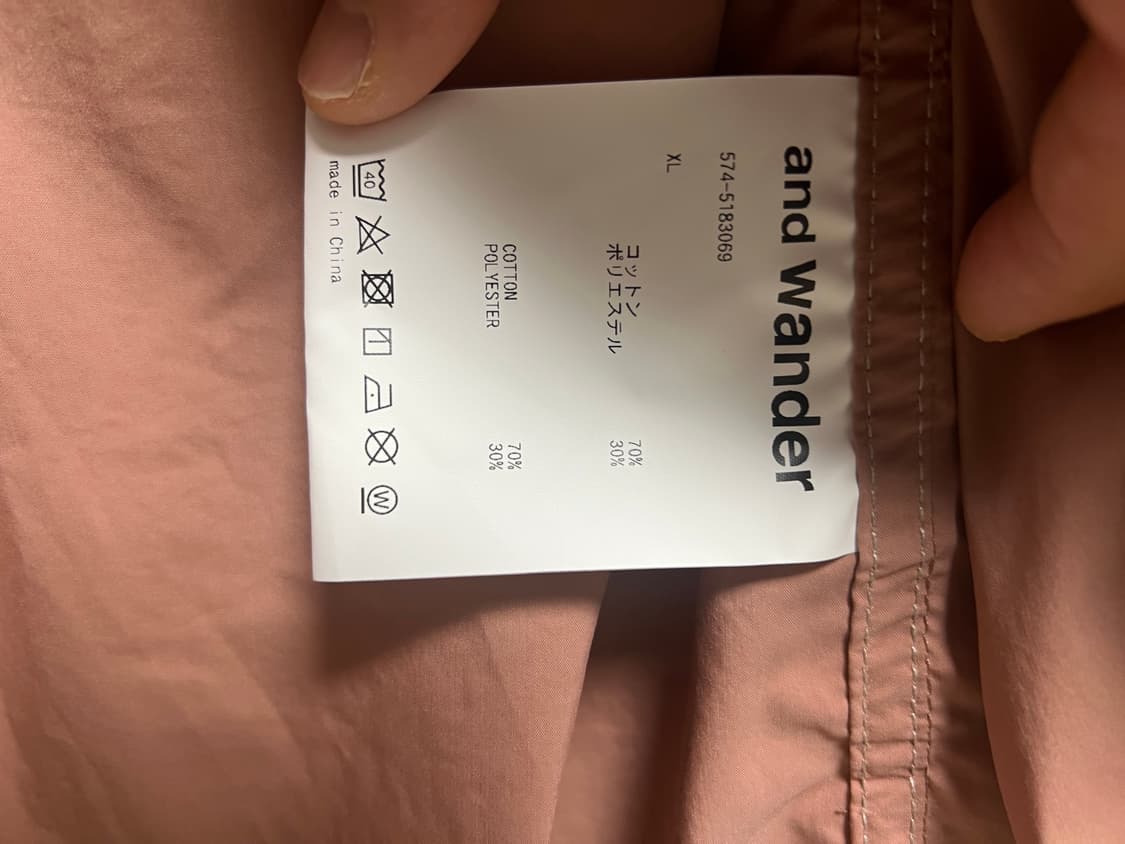 and wander
574-5183069
XL
コットン 70%
ポリエステル 30%
COTTON 70%
POLYESTER 30%
40 W
made in China